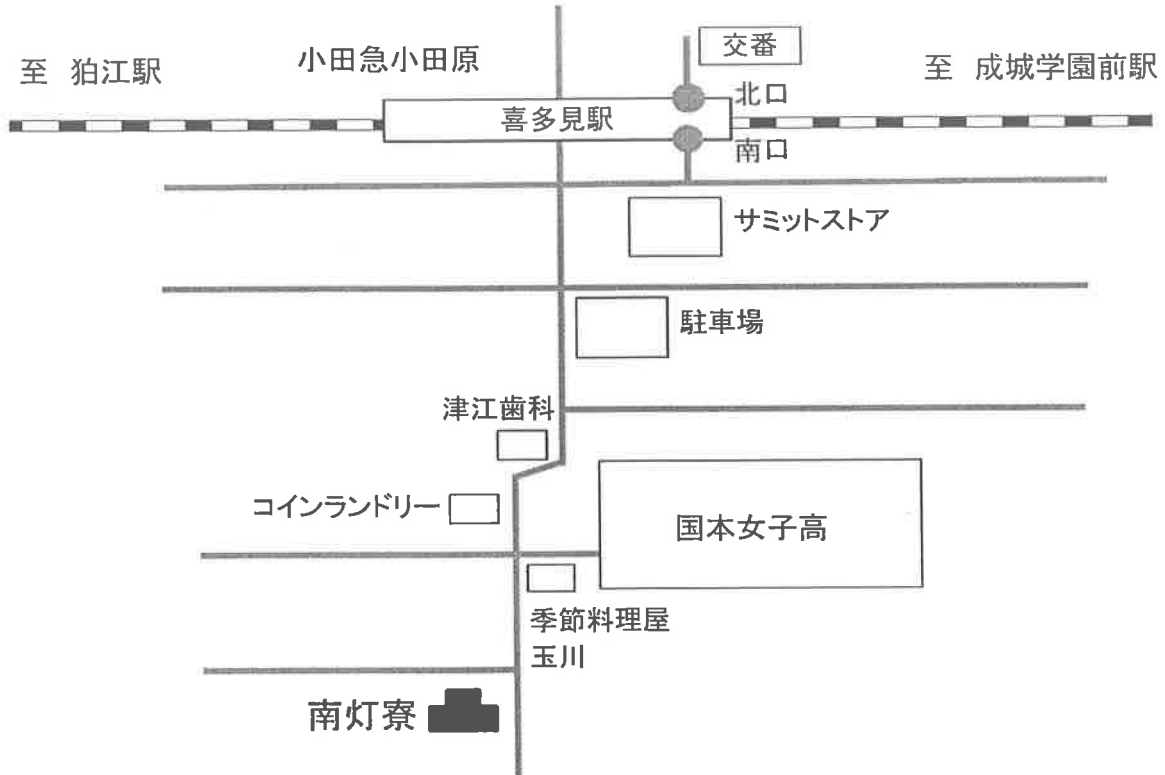 交番
小田急小田原
至 狛江駅
至 成城学園前駅
北口
喜多見駅
南口
サミットストア
駐車場
津江歯科
コインランドリー
国本女子高
季節料理屋
玉川
南灯寮